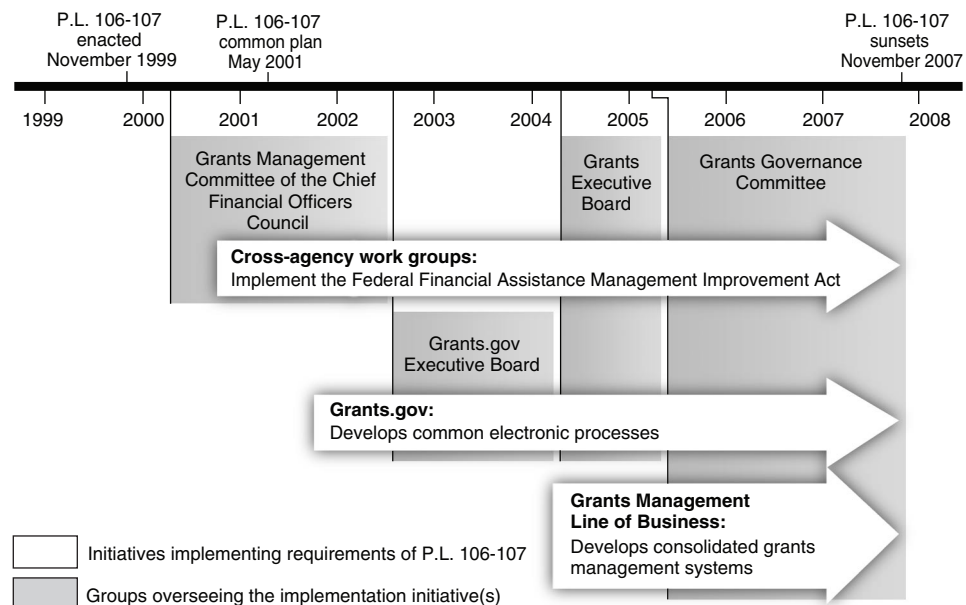 P.L. 106-107
enacted
November 1999
P.L. 106-107
common plan
May 2001
P.L. 106-107
sunsets
November 2007
1999
2000
2001
2002
2003
2004
2005
2006
2007
2008
Grants Management
Committee of the Chief
Financial Officers
Council
Grants
Executive
Board
Grants Governance
Committee
Cross-agency work groups:
Implement the Federal Financial Assistance Management Improvement Act
Grants.gov
Executive Board
Grants.gov:
Develops common electronic processes
Grants Management
Line of Business:
Develops consolidated grants
management systems
Initiatives implementing requirements of P.L. 106-107
Groups overseeing the implementation initiative(s)